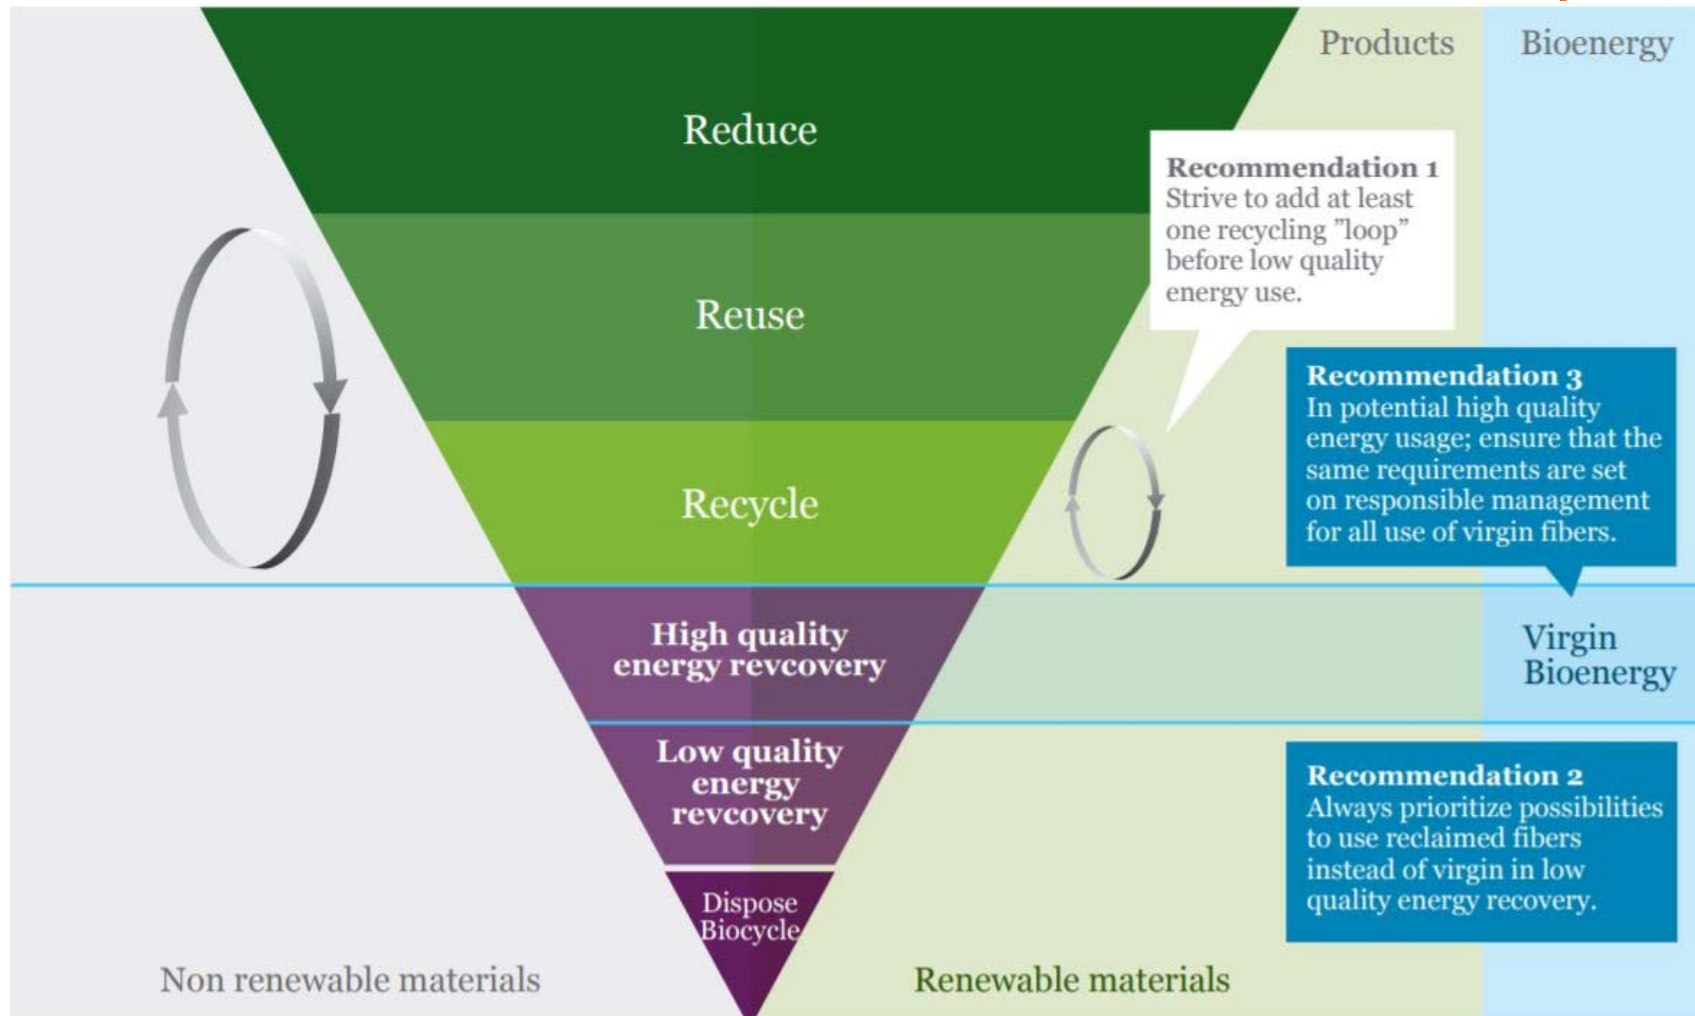 Products
Bioenergy
Reduce
Recommendation 1
Strive to add at least
one recycling ”loop”
before low quality
energy use.
Reuse
Recommendation 3
In potential high quality
energy usage; ensure that the
same requirements are set
on responsible management
for all use of virgin fibers.
Recycle
High quality
energy revcovery
Virgin
Bioenergy
Low quality
energy
revcovery
Recommendation 2
Always prioritize possibilities
to use reclaimed fibers
instead of virgin in low
quality energy recovery.
Dispose
Biocycle
Non renewable materials
Renewable materials